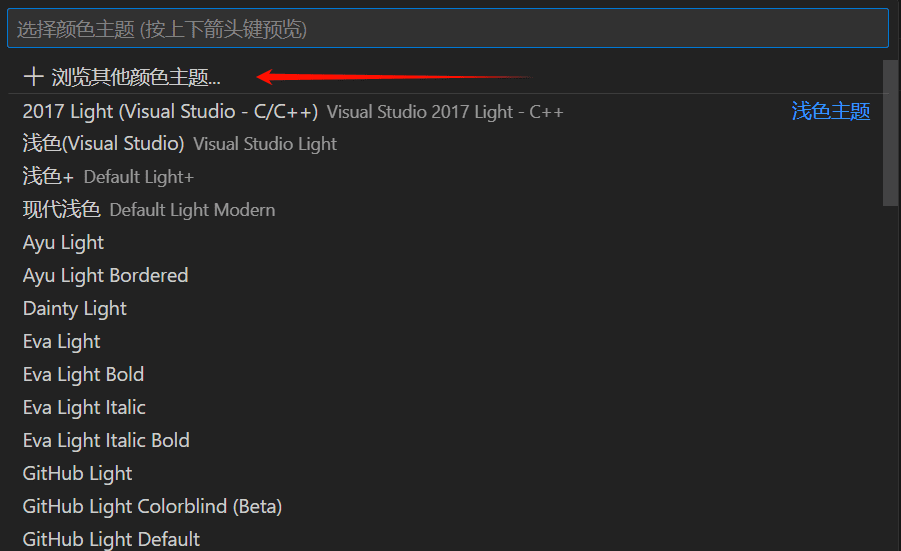 选择颜色主题 (按上下箭头键预览)
浏览其他颜色主题...
2017 Light (Visual Studio - C/C++) Visual Studio 2017 Light - C++ 浅色主题
浅色(Visual Studio) Visual Studio Light
浅色+ Default Light+
现代浅色 Default Light Modern
Ayu Light
Ayu Light Bordered
Dainty Light
Eva Light
Eva Light Bold
Eva Light Italic
Eva Light Italic Bold
GitHub Light
GitHub Light Colorblind (Beta)
GitHub Light Default